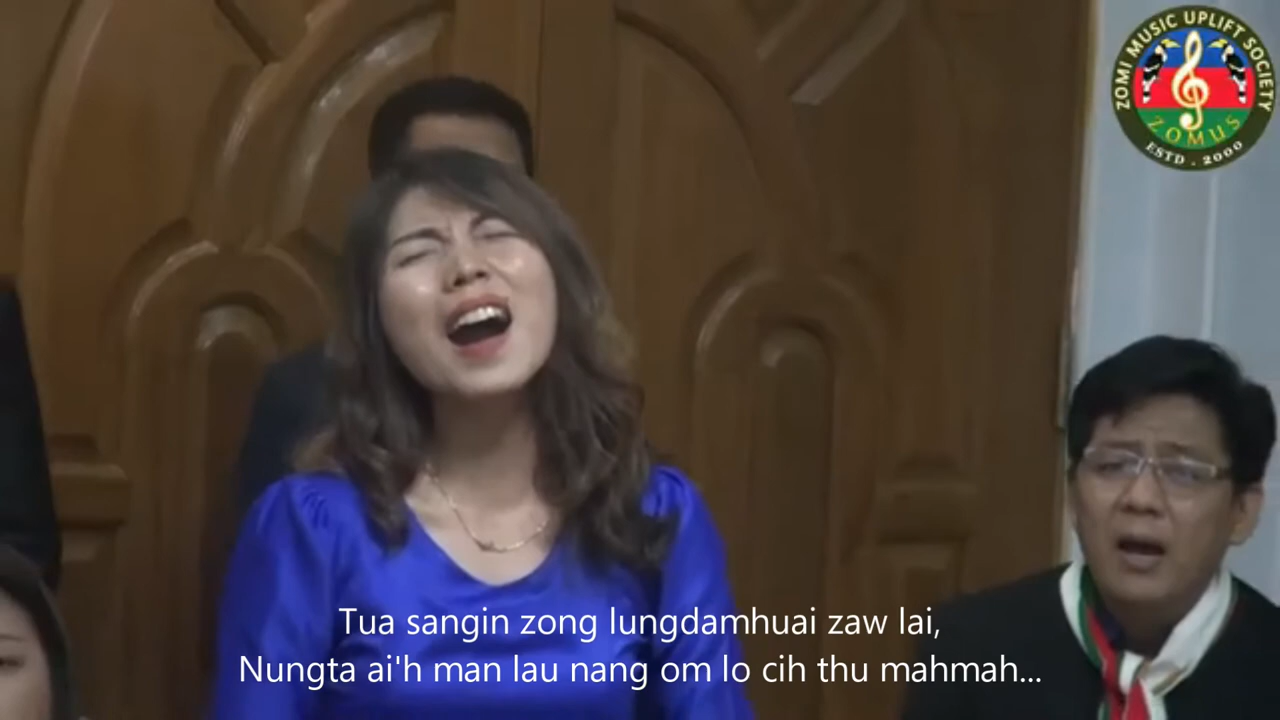 ZOMI MUSIC UPLIFT SOCIETY
ZOMUS
ESTD . 2000
Tua sangin zong lungdamhuai zaw lai,
Nungta ai'h man lau nang om lo cih thu mahmah...